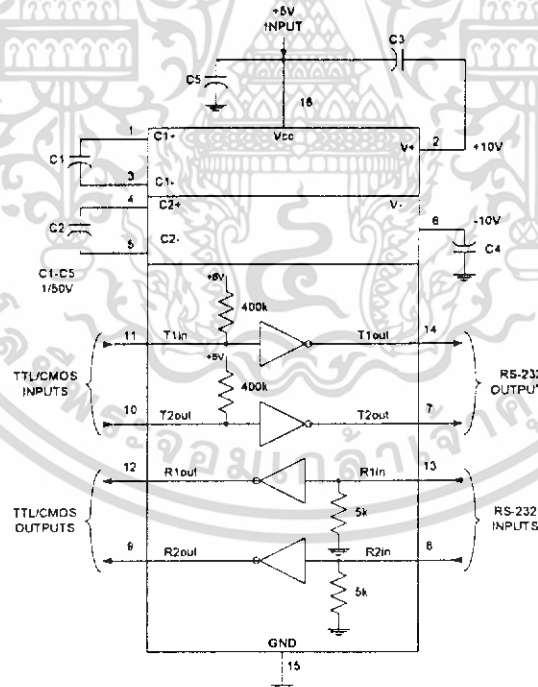 +5V
INPUT
C3
C5
16
1
C1+
Vcc
V+
2
+10V
C1
3
C1-
4
C2+
V-
6
-10V
C2
C2-
5
C4
C1-C5
1/50V
+5V
400k
11
T1in
T1out
14
+5V
TTL/CMOS
INPUTS
400k
RS-232
OUTPUT
10
T2out
T2out
7
12
R1out
R1in
13
5k
TTL/CMOS
OUTPUTS
RS-232
INPUTS
9
R2out
R2in
8
5k
GND
15